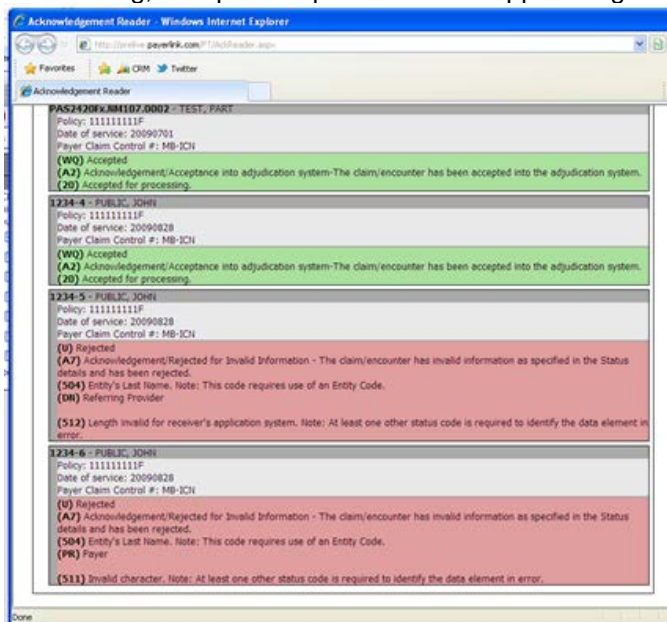 Acknowledgement Reader - Windows Internet Explorer
http://prelive.payerlink.com/PT/AckReader.aspx
Favorites CRM Twitter
Acknowledgement Reader
PAS2420Fx.NM107.0002 - TEST, PART
Policy: 111111111F
Date of service: 20090701
Payer Claim Control #: MB-ICN
(WQ) Accepted
(A2) Acknowledgement/Acceptance into adjudication system-The claim/encounter has been accepted into the adjudication system.
(20) Accepted for processing.
1234-4 - PUBLIC, JOHN
Policy: 111111111F
Date of service: 20090828
Payer Claim Control #: MB-ICN
(WQ) Accepted
(A2) Acknowledgement/Acceptance into adjudication system-The claim/encounter has been accepted into the adjudication system.
(20) Accepted for processing.
1234-5 - PUBLIC, JOHN
Policy: 111111111F
Date of service: 20090828
Payer Claim Control #: MB-ICN
(U) Rejected
(A7) Acknowledgement/Rejected for Invalid Information - The claim/encounter has invalid information as specified in the Status
details and has been rejected.
(504) Entity's Last Name. Note: This code requires use of an Entity Code.
(DN) Referring Provider
(512) Length invalid for receiver's application system. Note: At least one other status code is required to identify the data element in
error.
1234-6 - PUBLIC, JOHN
Policy: 111111111F
Date of service: 20090828
Payer Claim Control #: MB-ICN
(U) Rejected
(A7) Acknowledgement/Rejected for Invalid Information - The claim/encounter has invalid information as specified in the Status
details and has been rejected.
(504) Entity's Last Name. Note: This code requires use of an Entity Code.
(PR) Payer
(511) Invalid character. Note: At least one other status code is required to identify the data element in error.
Done